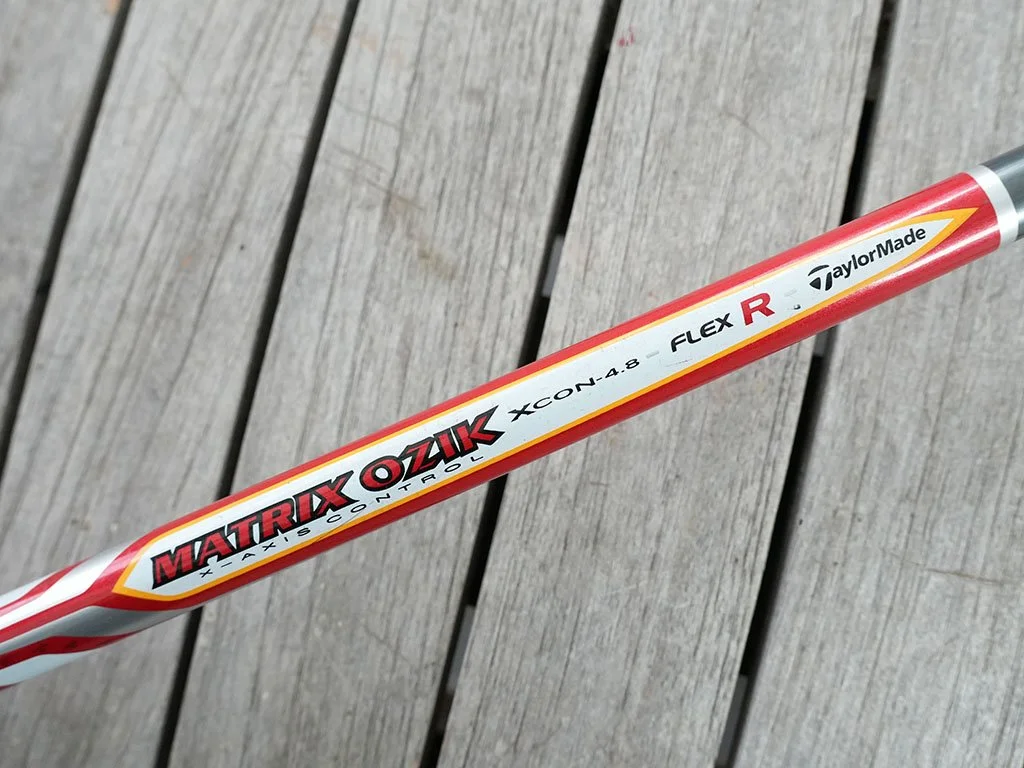 MATRIX OZIK XCON-4.8 - FLEX R - TaylorMade
X-AXIS CONTROL